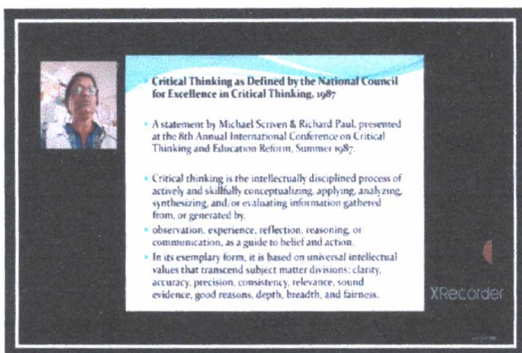 Critical Thinking as Defined by the National Council
for Excellence in Critical Thinking, 1987
A statement by Michael Scriven & Richard Paul, presented
at the 8th Annual International Conference on Critical
Thinking and Education Reform, Summer 1987.
Critical thinking is the intellectually disciplined process of
actively and skillfully conceptualizing, applying, analyzing,
synthesizing, and/or evaluating information gathered
from, or generated by,
observation, experience, reflection, reasoning, or
communication, as a guide to belief and action.
In its exemplary form, it is based on universal intellectual
values that transcend subject matter divisions: clarity,
accuracy, precision, consistency, relevance, sound
evidence, good reasons, depth, breadth, and fairness.
XRecorder